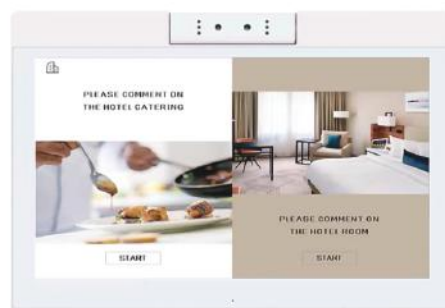 PLEASE COMMENT ON
THE HOTEL CATERING
START
PLEASE COMMENT ON
THE HOTEL ROOM
START